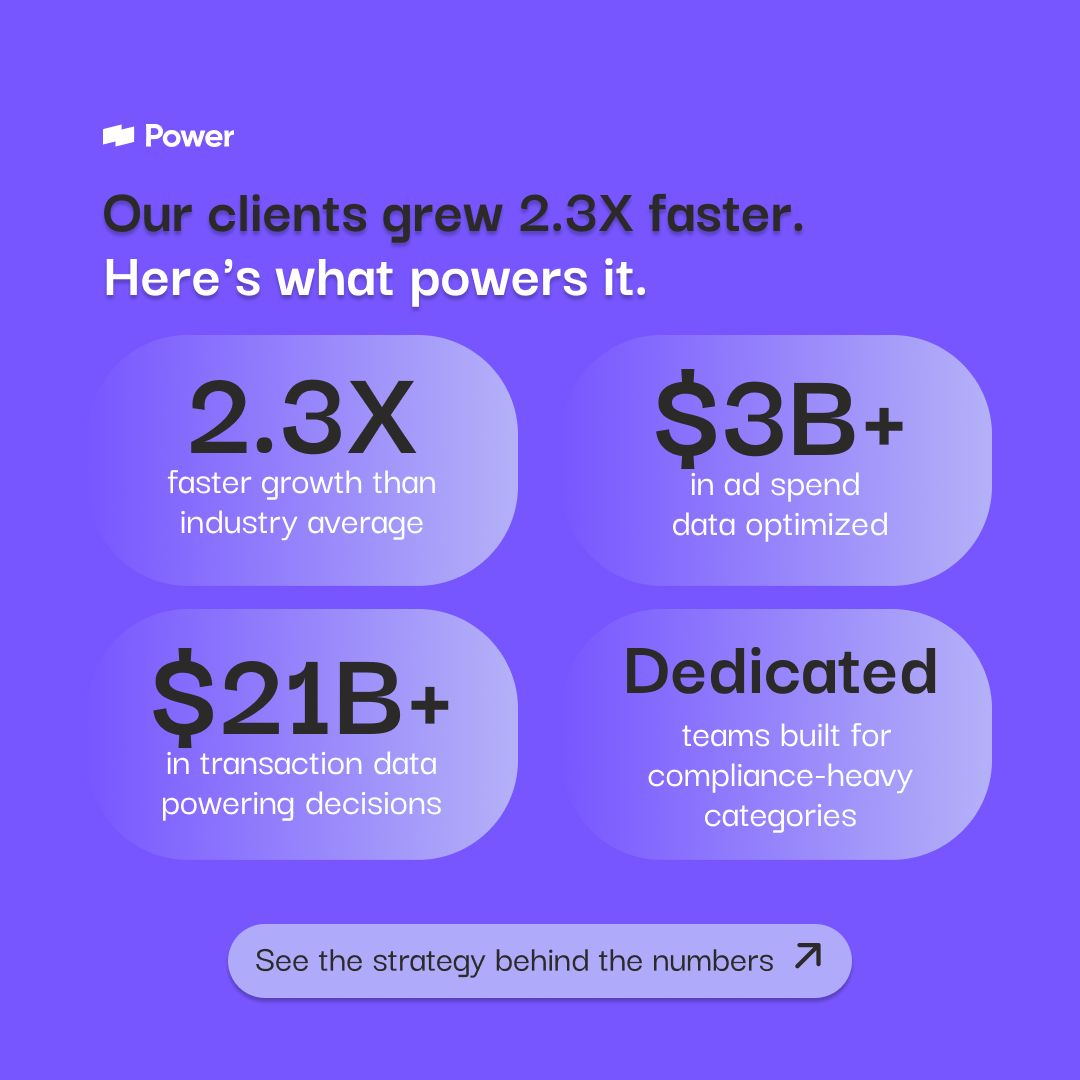 Power
Our clients grew 2.3X faster.
Here's what powers it.
2.3X
faster growth than
industry average
$3B+
in ad spend
data optimized
$21B+
in transaction data
powering decisions
Dedicated
teams built for
compliance-heavy
categories
See the strategy behind the numbers